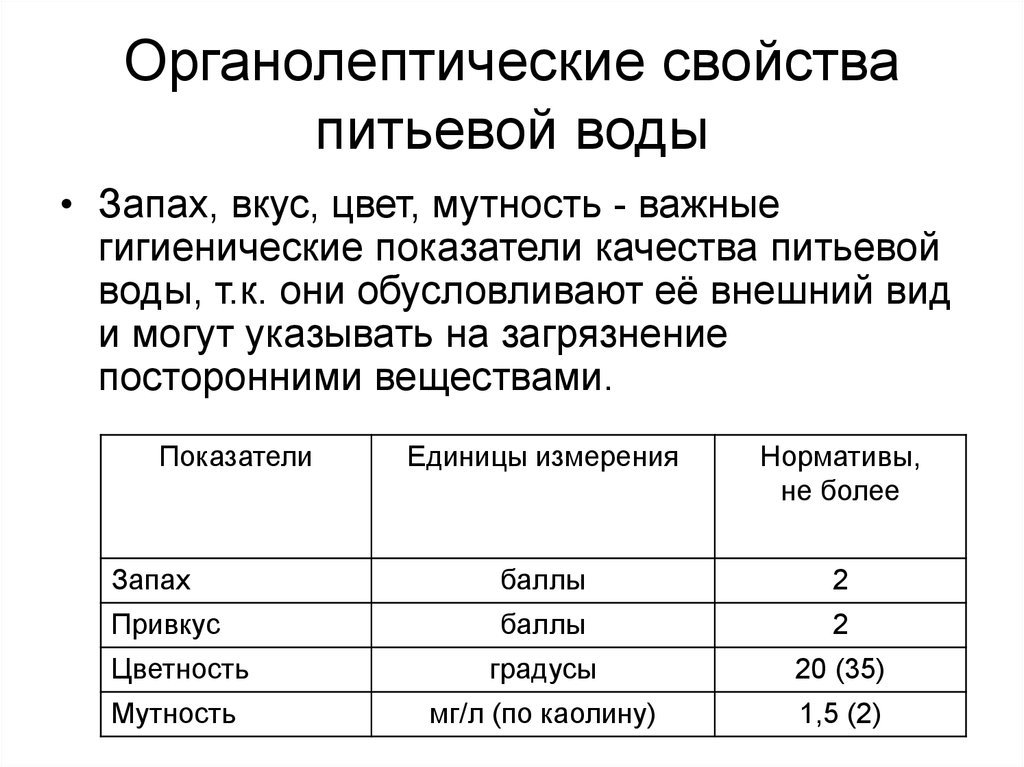 Органолептические свойства
питьевой воды
• Запах, вкус, цвет, мутность - важные
гигиенические показатели качества питьевой
воды, т.к. они обусловливают её внешний вид
и могут указывать на загрязнение
посторонними веществами.
Показатели Единицы измерения Нормативы,
не более
Запах баллы 2
Привкус баллы 2
Цветность градусы 20 (35)
Мутность мг/л (по каолину) 1,5 (2)